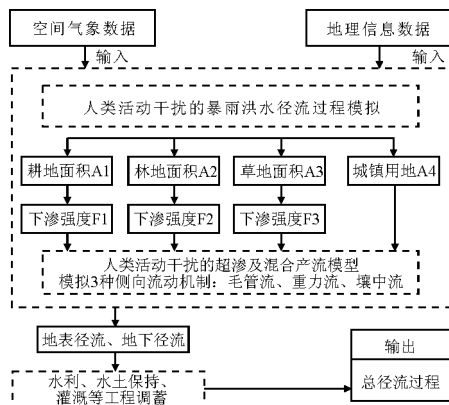 空间气象数据
地理信息数据
输入
输入
人类活动干扰的暴雨洪水径流过程模拟
耕地面积A1
林地面积A2
草地面积A3
城镇用地A4
下渗强度F1
下渗强度F2
下渗强度F3
人类活动干扰的超渗及混合产流模型
模拟3种侧向流动机制：毛管流、重力流、壤中流
地表径流、地下径流
输出
总径流过程
水利、水土保持、
灌溉等工程调蓄